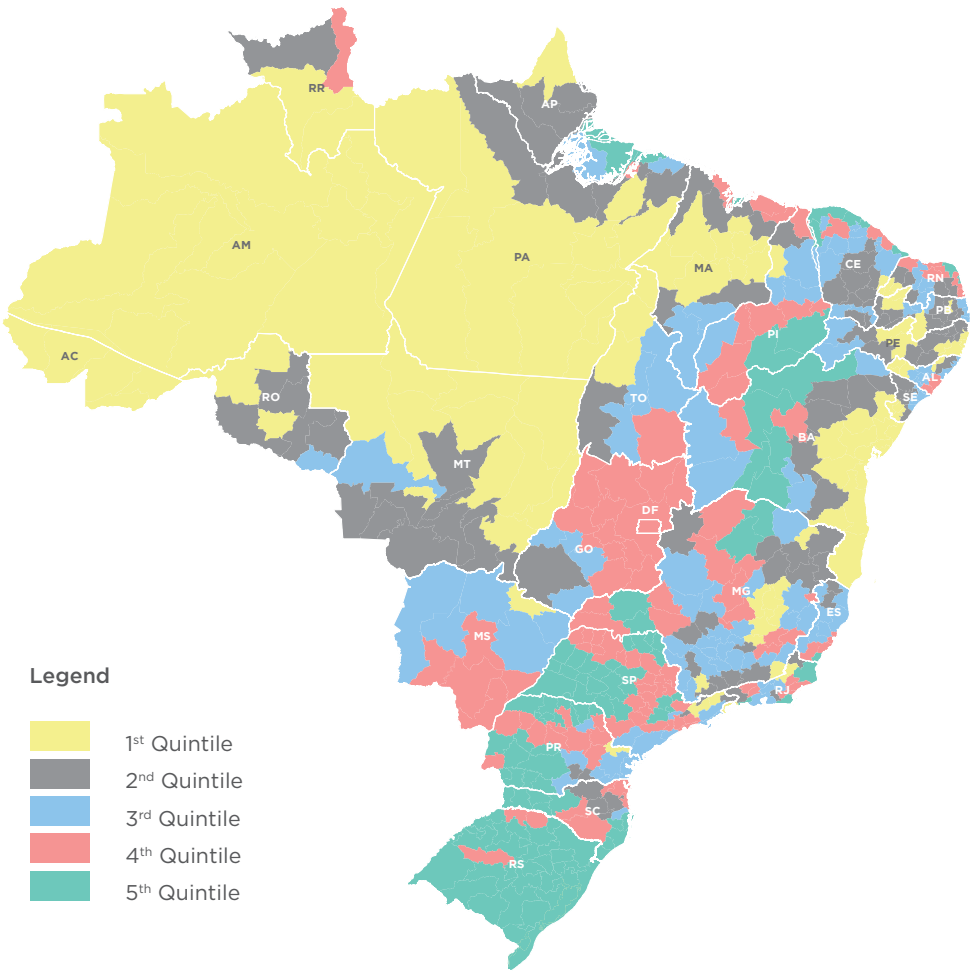 RR
AP
AM
PA
MA
CE
RN
PB
PI
PE
AC
AL
TO
RO
SE
BA
MT
DF
GO
MG
ES
MS
SP
RJ
PR
SC
RS
Legend
1st Quintile
2nd Quintile
3rd Quintile
4th Quintile
5th Quintile